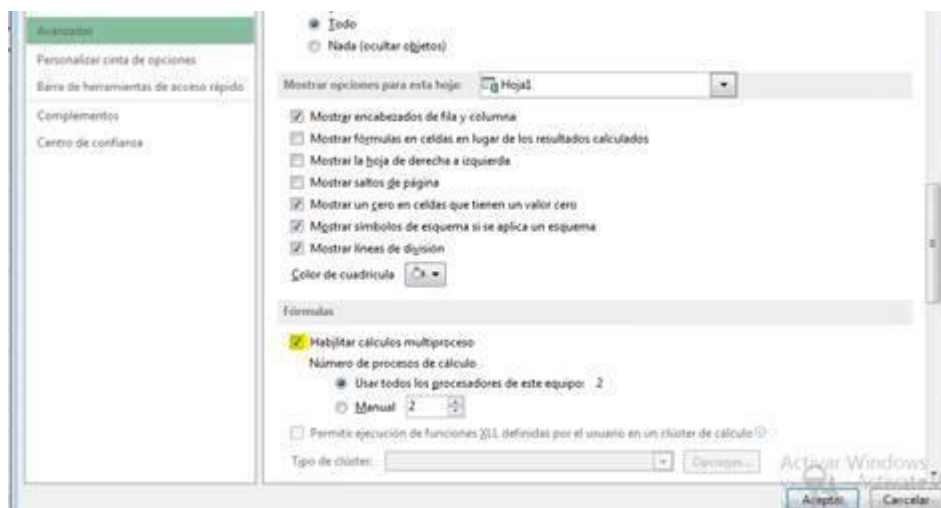 Avanzadas
Personalizar cinta de opciones
Barra de herramientas de acceso rápido
Complementos
Centro de confianza
Todo
Nada (ocultar objetos)
Mostrar opciones para esta hoja: Hoja1
Mostrar encabezados de fila y columna
Mostrar fórmulas en celdas en lugar de los resultados calculados
Mostrar la hoja de derecha a izquierda
Mostrar saltos de página
Mostrar un cero en celdas que tienen un valor cero
Mostrar símbolos de esquema si se aplica un esquema
Mostrar líneas de división
Color de cuadrícula
Fórmulas
Habilitar cálculos multiproceso
Número de procesos de cálculo
Usar todos los procesadores de este equipo: 2
Manual 2
Permitir ejecución de funciones XLL definidas por el usuario en un clúster de cálculo
Tipo de clúster: Opciones...
Activar Windows
Aceptar Cancelar